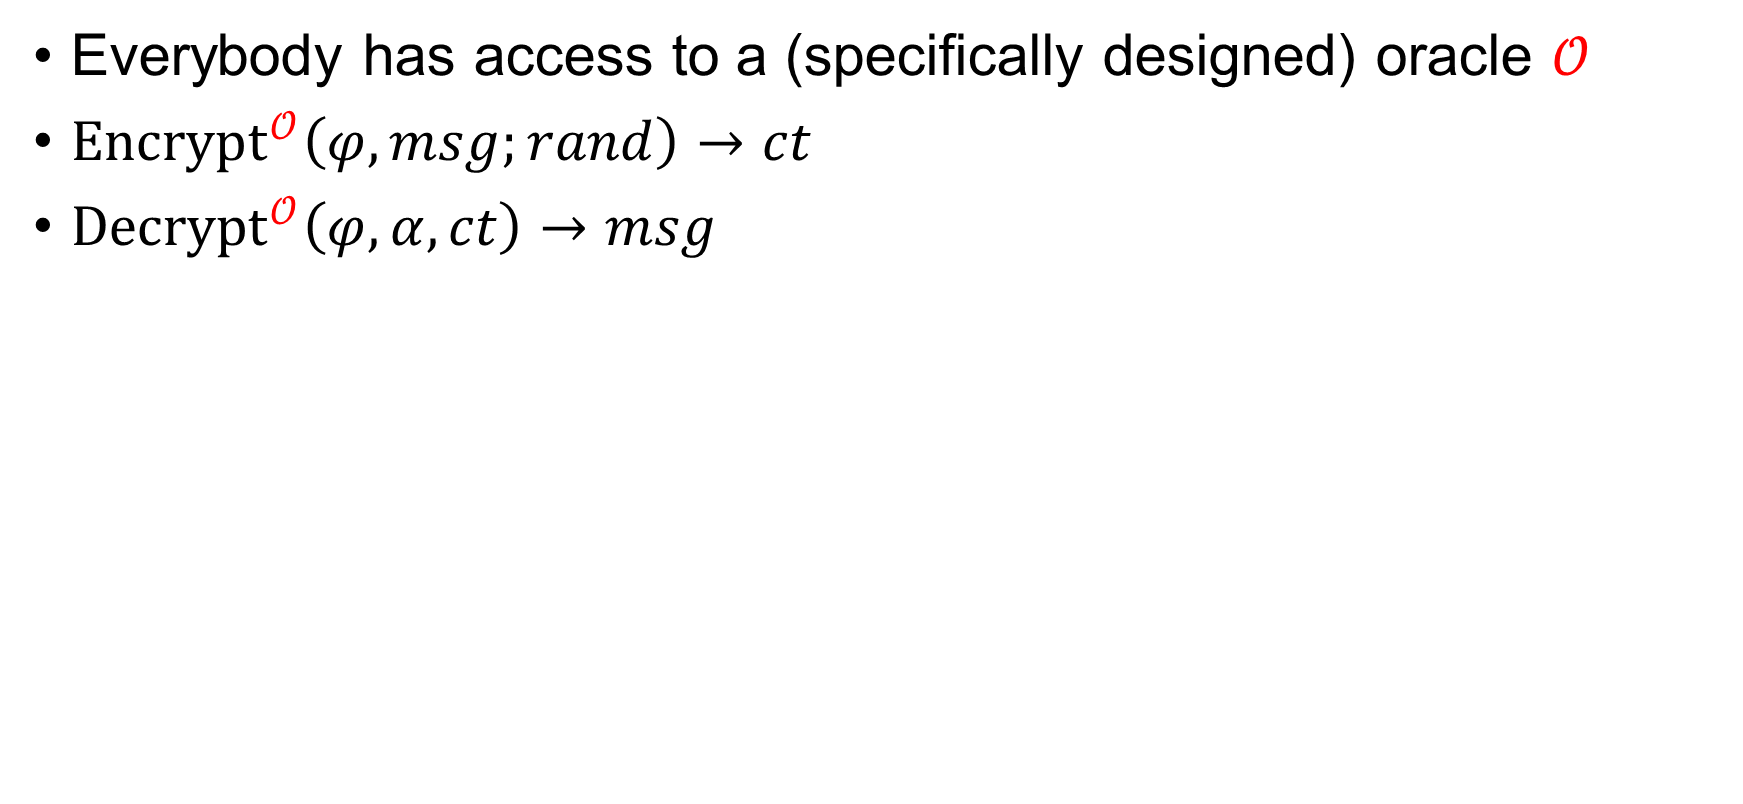 • Everybody has access to a (specifically designed) oracle 𝒪
• Encrypt^𝒪(φ, msg; rand) → ct
• Decrypt^𝒪(φ, α, ct) → msg